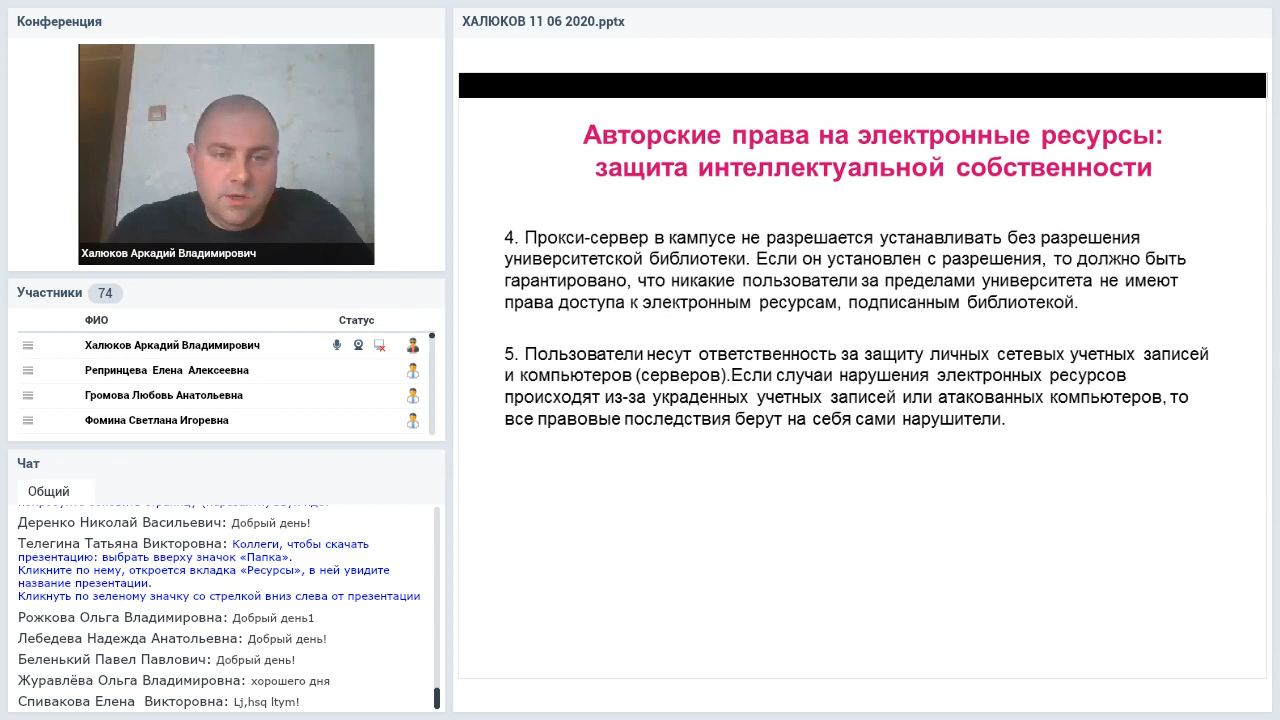 Конференция
Халюков Аркадий Владимирович
Участники 74
ФИО Статус
Халюков Аркадий Владимирович
Репринцева Елена Алексеевна
Громова Любовь Анатольевна
Фомина Светлана Игоревна
Чат
Общий
Деренко Николай Васильевич: Добрый день!
Телегина Татьяна Викторовна: Коллеги, чтобы скачать
презентацию: выбрать вверху значок «Папка».
Кликните по нему, откроется вкладка «Ресурсы», в ней увидите
название презентации.
Кликнуть по зеленому значку со стрелкой вниз слева от презентации
Рожкова Ольга Владимировна: Добрый день1
Лебедева Надежда Анатольевна: Добрый день!
Беленький Павел Павлович: Добрый день!
Журавлёва Ольга Владимировна: хорошего дня
Спивакова Елена Викторовна: Lj,hsq ltym!
ХАЛЮКОВ 11 06 2020.pptx
Авторские права на электронные ресурсы:
защита интеллектуальной собственности
4. Прокси-сервер в кампусе не разрешается устанавливать без разрешения
университетской библиотеки. Если он установлен с разрешения, то должно быть
гарантировано, что никакие пользователи за пределами университета не имеют
права доступа к электронным ресурсам, подписанным библиотекой.
5. Пользователи несут ответственность за защиту личных сетевых учетных записей
и компьютеров (серверов).Если случаи нарушения электронных ресурсов
происходят из-за украденных учетных записей или атакованных компьютеров, то
все правовые последствия берут на себя сами нарушители.